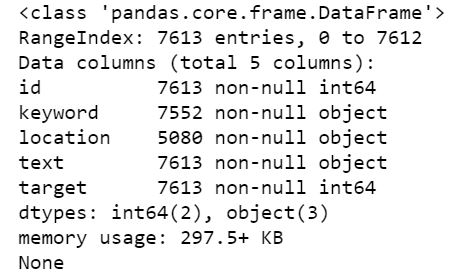 <class 'pandas.core.frame.DataFrame'>
RangeIndex: 7613 entries, 0 to 7612
Data columns (total 5 columns):
id          7613 non-null int64
keyword     7552 non-null object
location    5080 non-null object
text        7613 non-null object
target      7613 non-null int64
dtypes: int64(2), object(3)
memory usage: 297.5+ KB
None